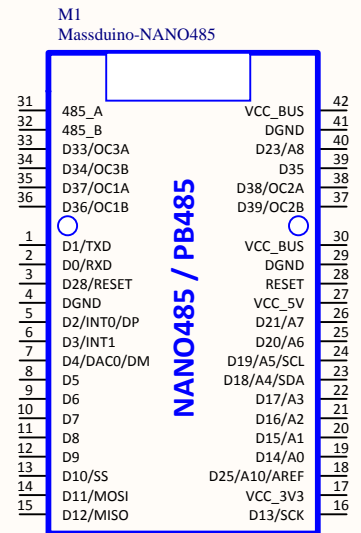 M1
Massduino-NANO485
31 485_A VCC_BUS 42
32 485_B DGND 41
33 D33/OC3A D23/A8 40
34 D34/OC3B D35 39
35 D37/OC1A D38/OC2A 38
36 D36/OC1B D39/OC2B 37
1 D1/TXD VCC_BUS 30
2 D0/RXD DGND 29
3 D28/RESET RESET 28
4 DGND VCC_5V 27
5 D2/INT0/DP D21/A7 26
6 D3/INT1 D20/A6 25
7 D4/DAC0/DM D19/A5/SCL 24
8 D5 D18/A4/SDA 23
9 D6 D17/A3 22
10 D7 D16/A2 21
11 D8 D15/A1 20
12 D9 D14/A0 19
13 D10/SS D25/A10/AREF 18
14 D11/MOSI VCC_3V3 17
15 D12/MISO D13/SCK 16
NANO485 / PB485